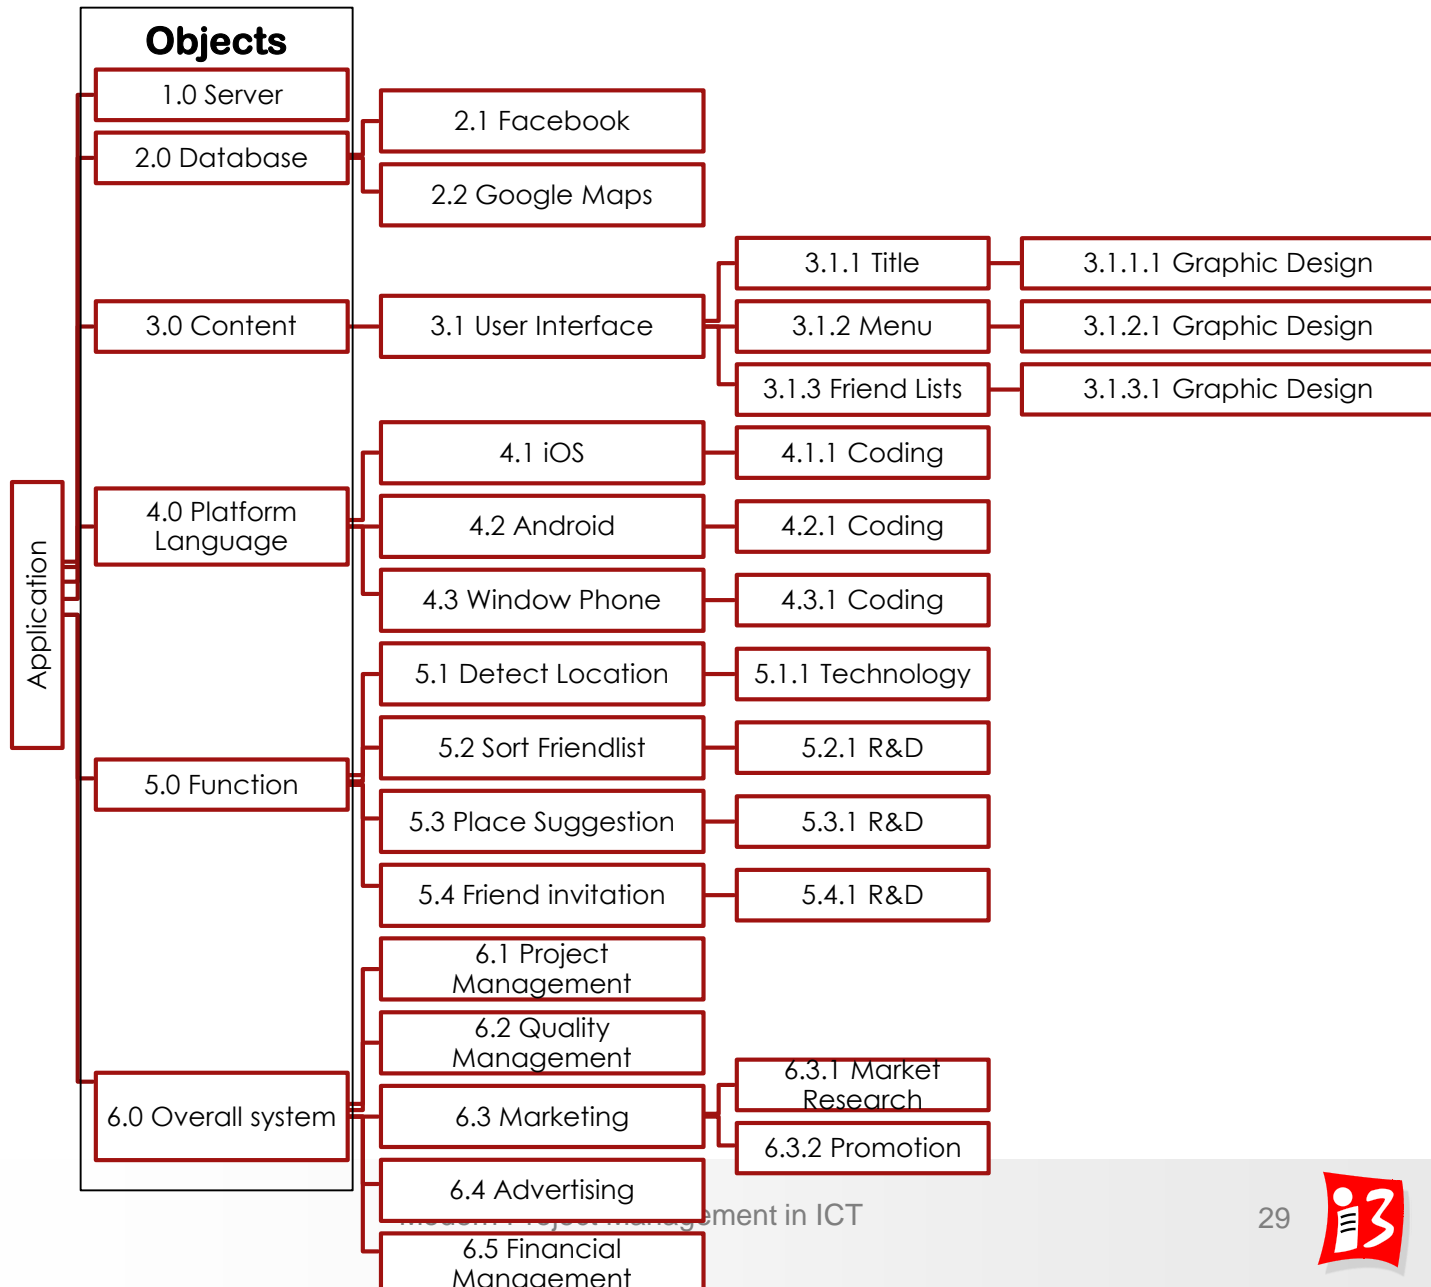 Objects
1.0 Server
2.0 Database
2.1 Facebook
2.2 Google Maps
3.0 Content
3.1 User Interface
3.1.1 Title
3.1.1.1 Graphic Design
3.1.2 Menu
3.1.2.1 Graphic Design
3.1.3 Friend Lists
3.1.3.1 Graphic Design
Application
4.0 Platform
Language
4.1 iOS
4.1.1 Coding
4.2 Android
4.2.1 Coding
4.3 Window Phone
4.3.1 Coding
5.0 Function
5.1 Detect Location
5.1.1 Technology
5.2 Sort Friendlist
5.2.1 R&D
5.3 Place Suggestion
5.3.1 R&D
5.4 Friend invitation
5.4.1 R&D
6.0 Overall system
6.1 Project
Management
6.2 Quality
Management
6.3 Marketing
6.3.1 Market
Research
6.3.2 Promotion
6.4 Advertising
6.5 Financial
Management
Modern Project Management in ICT
29
i3